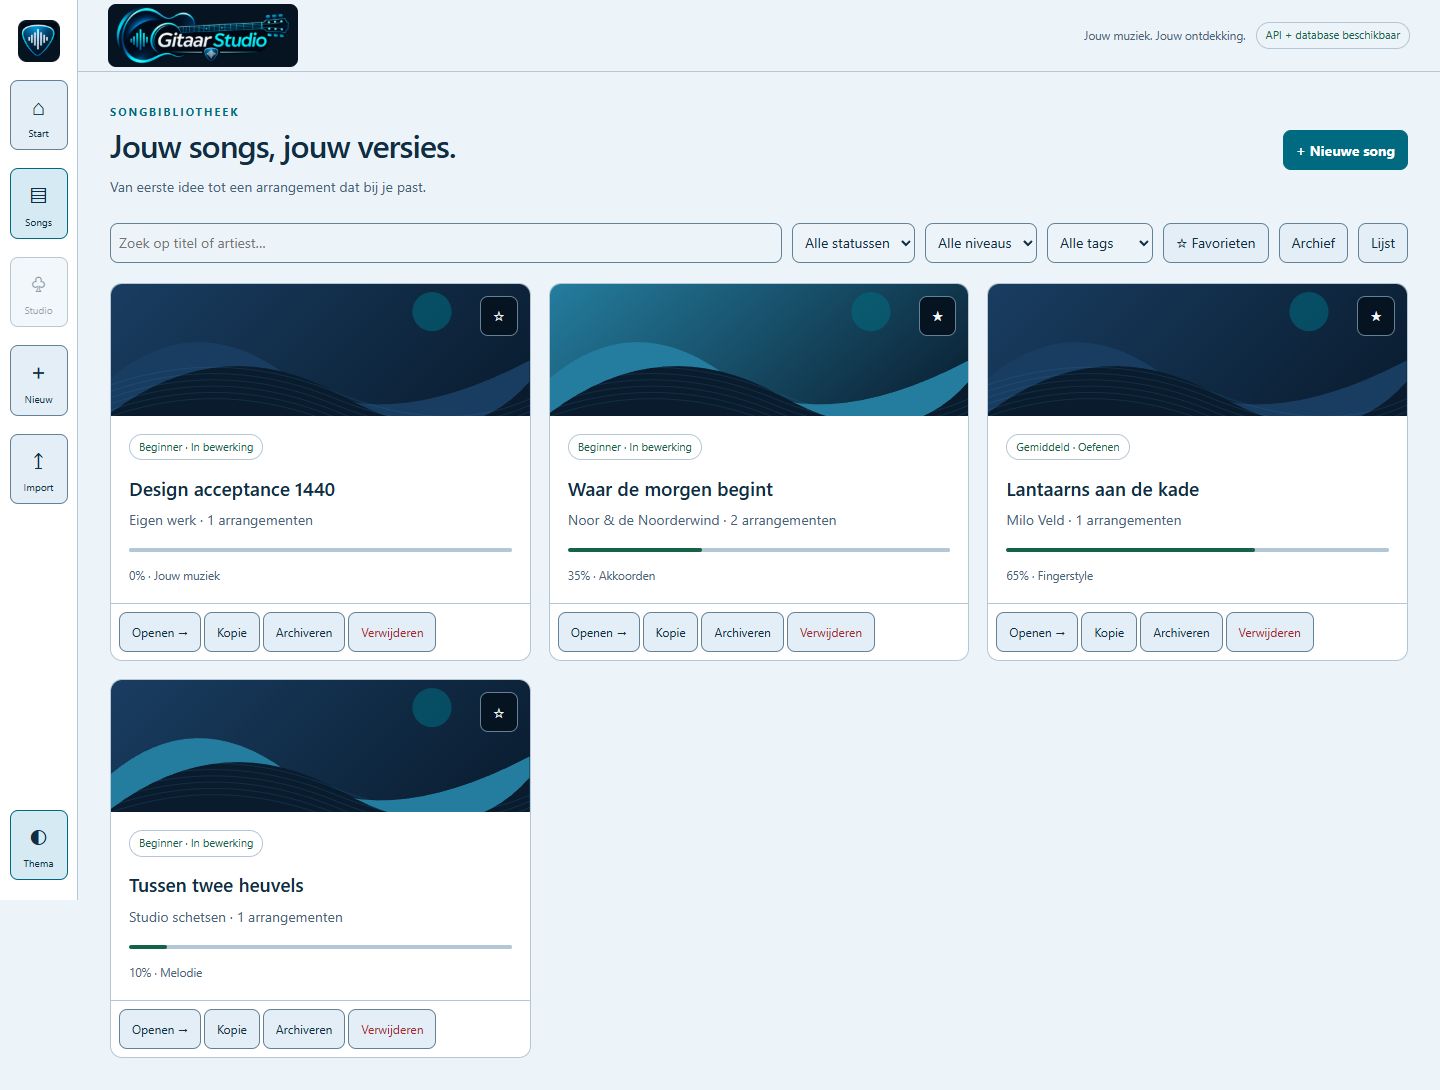 Gitaar Studio
Jouw muziek. Jouw ontdekking.
API + database beschikbaar
Start
Songs
Studio
Nieuw
Import
Thema
SONGBIBLIOTHEEK
Jouw songs, jouw versies.
+ Nieuwe song
Van eerste idee tot een arrangement dat bij je past.
Zoek op titel of artiest...
Alle statussen
Alle niveaus
Alle tags
☆ Favorieten
Archief
Lijst
Beginner · In bewerking
Design acceptance 1440
Eigen werk · 1 arrangementen
0% · Jouw muziek
Openen →
Kopie
Archiveren
Verwijderen
Beginner · In bewerking
Waar de morgen begint
Noor & de Noorderwind · 2 arrangementen
35% · Akkoorden
Openen →
Kopie
Archiveren
Verwijderen
Gemiddeld · Oefenen
Lantaarns aan de kade
Milo Veld · 1 arrangementen
65% · Fingerstyle
Openen →
Kopie
Archiveren
Verwijderen
Beginner · In bewerking
Tussen twee heuvels
Studio schetsen · 1 arrangementen
10% · Melodie
Openen →
Kopie
Archiveren
Verwijderen